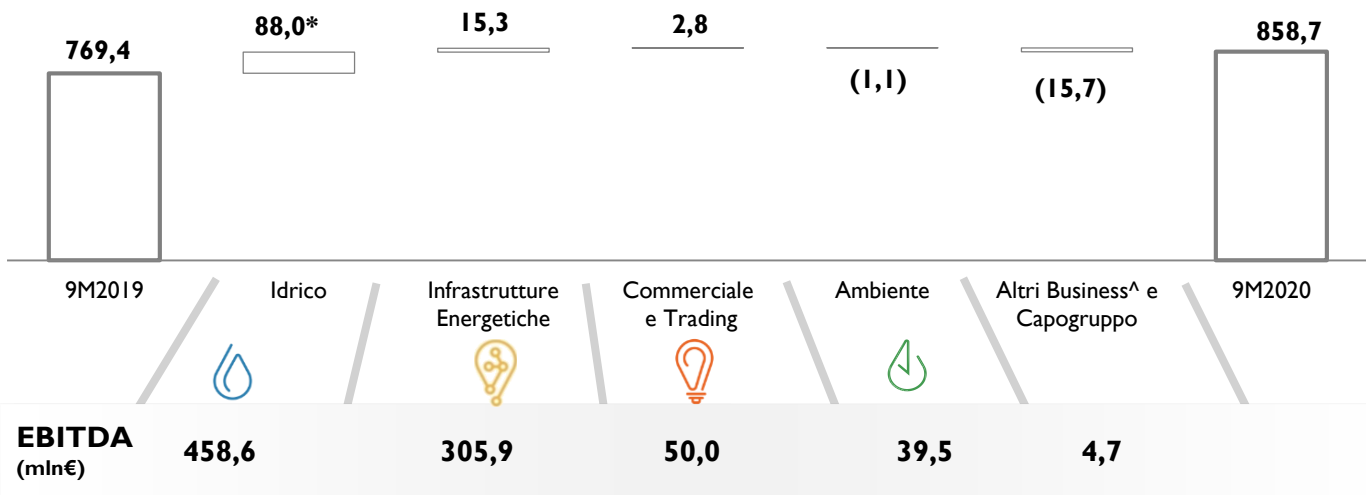 769,4
88,0*
15,3
2,8
(1,1)
(15,7)
858,7
9M2019
Idrico
Infrastrutture
Energetiche
Commerciale
e Trading
Ambiente
Altri Business^ e
Capogruppo
9M2020
EBITDA
(mln€)
458,6
305,9
50,0
39,5
4,7